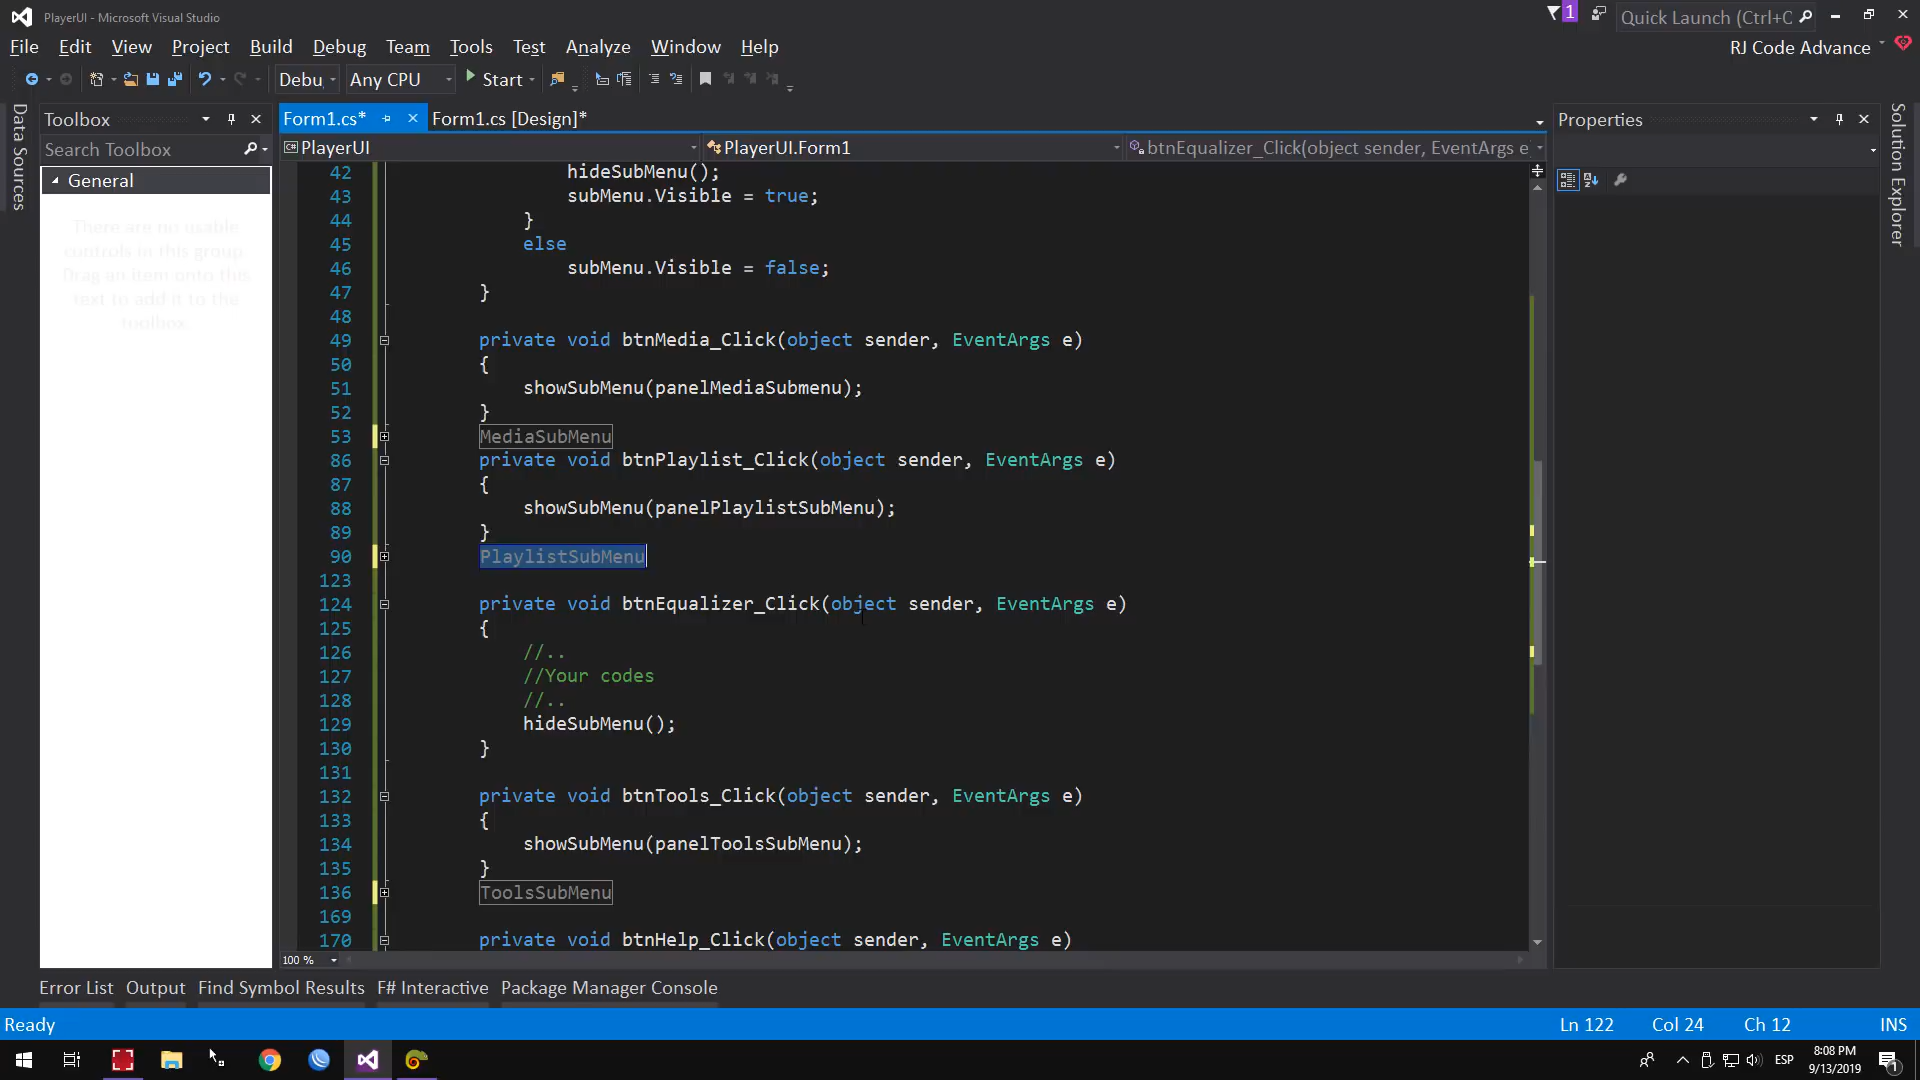 PlayerUI - Microsoft Visual Studio
1
Quick Launch (Ctrl+Q
File Edit View Project Build Debug Team Tools Test Analyze Window Help
RJ Code Advance
Debu Any CPU Start
Data Sources
Toolbox
Form1.cs* Form1.cs [Design]*
Properties
Solution Explorer
Search Toolbox
PlayerUI PlayerUI.Form1 btnEqualizer_Click(object sender, EventArgs e
General
There are no usable
controls in this group.
Drag an item onto this
text to add it to the
toolbox.
42 hideSubMenu();
43 subMenu.Visible = true;
44 }
45 else
46 subMenu.Visible = false;
47 }
48
49 private void btnMedia_Click(object sender, EventArgs e)
50 {
51 showSubMenu(panelMediaSubmenu);
52 }
53 MediaSubMenu
86 private void btnPlaylist_Click(object sender, EventArgs e)
87 {
88 showSubMenu(panelPlaylistSubMenu);
89 }
90 PlaylistSubMenu
123
124 private void btnEqualizer_Click(object sender, EventArgs e)
125 {
126 //..
127 //Your codes
128 //..
129 hideSubMenu();
130 }
131
132 private void btnTools_Click(object sender, EventArgs e)
133 {
134 showSubMenu(panelToolsSubMenu);
135 }
136 ToolsSubMenu
169
170 private void btnHelp_Click(object sender, EventArgs e)
100 %
Error List Output Find Symbol Results F# Interactive Package Manager Console
Ready Ln 122 Col 24 Ch 12 INS
ESP
8:08 PM
9/13/2019
1